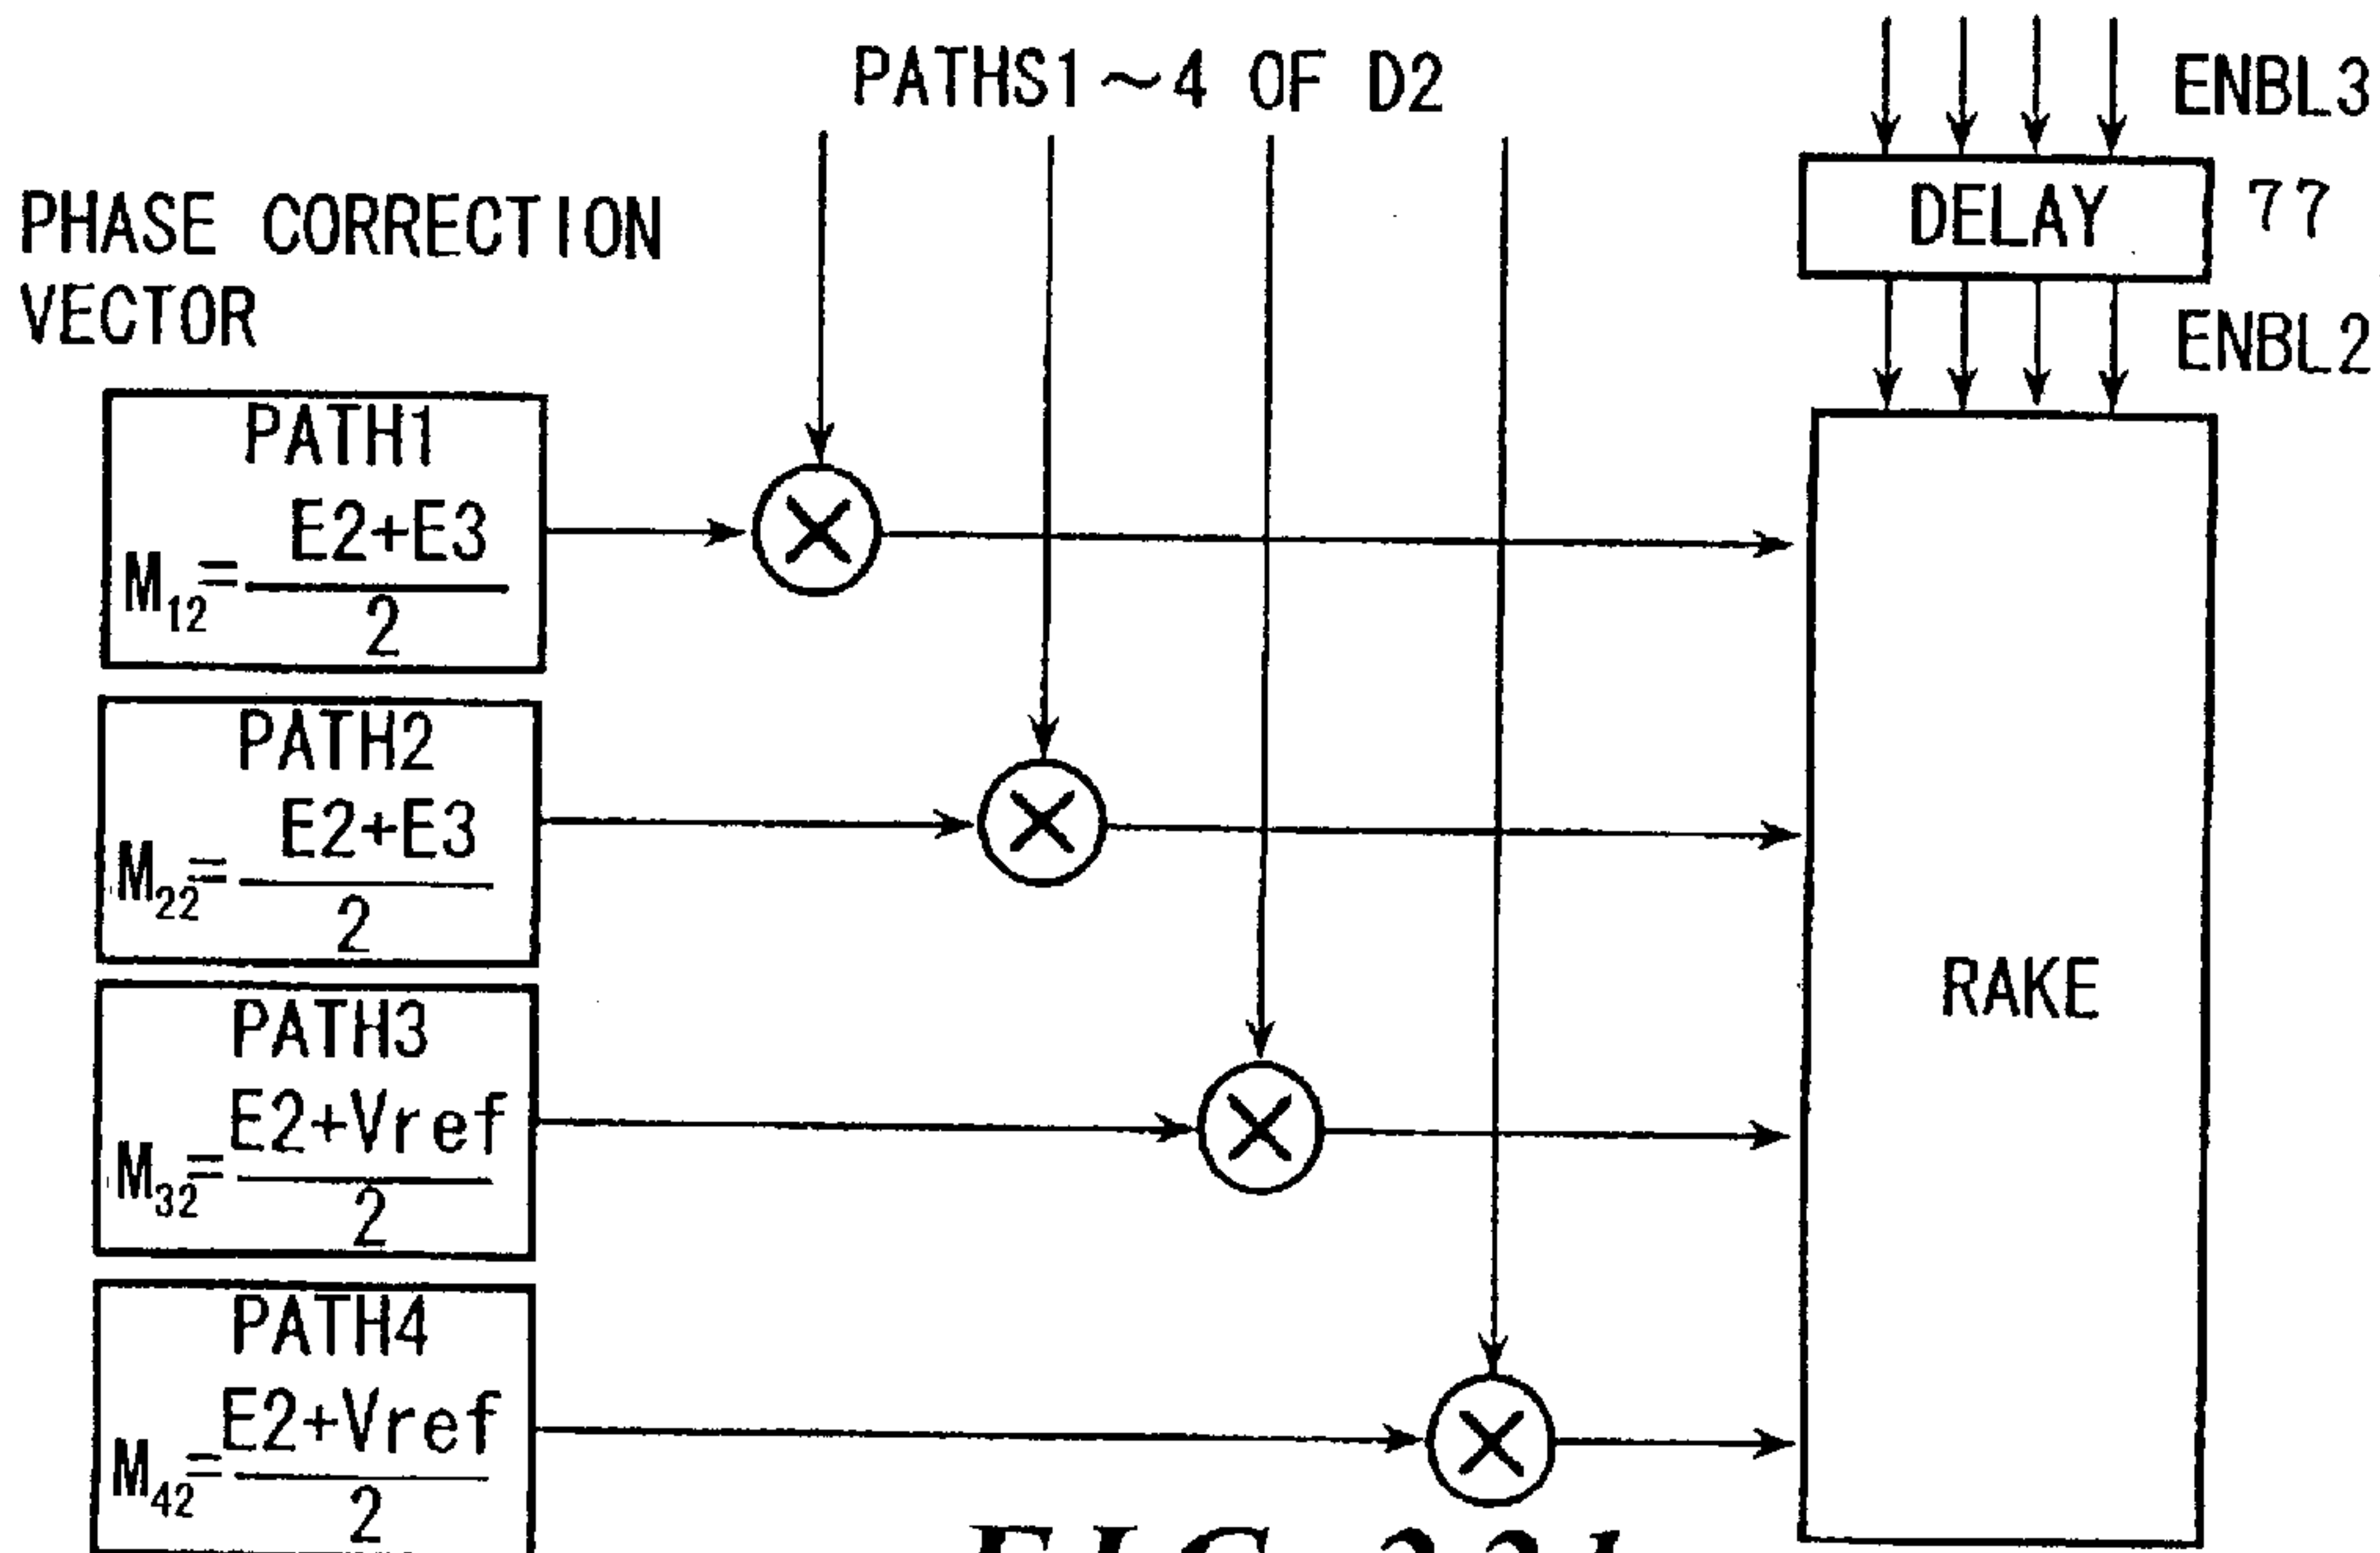 PATHS1～4 OF D2
ENBL3
DELAY
77
ENBL2
PHASE CORRECTION
VECTOR
PATH1
M12=E2+E3
2
PATH2
M22=E2+E3
2
PATH3
M32=E2+Vref
2
PATH4
M42=E2+Vref
2
RAKE